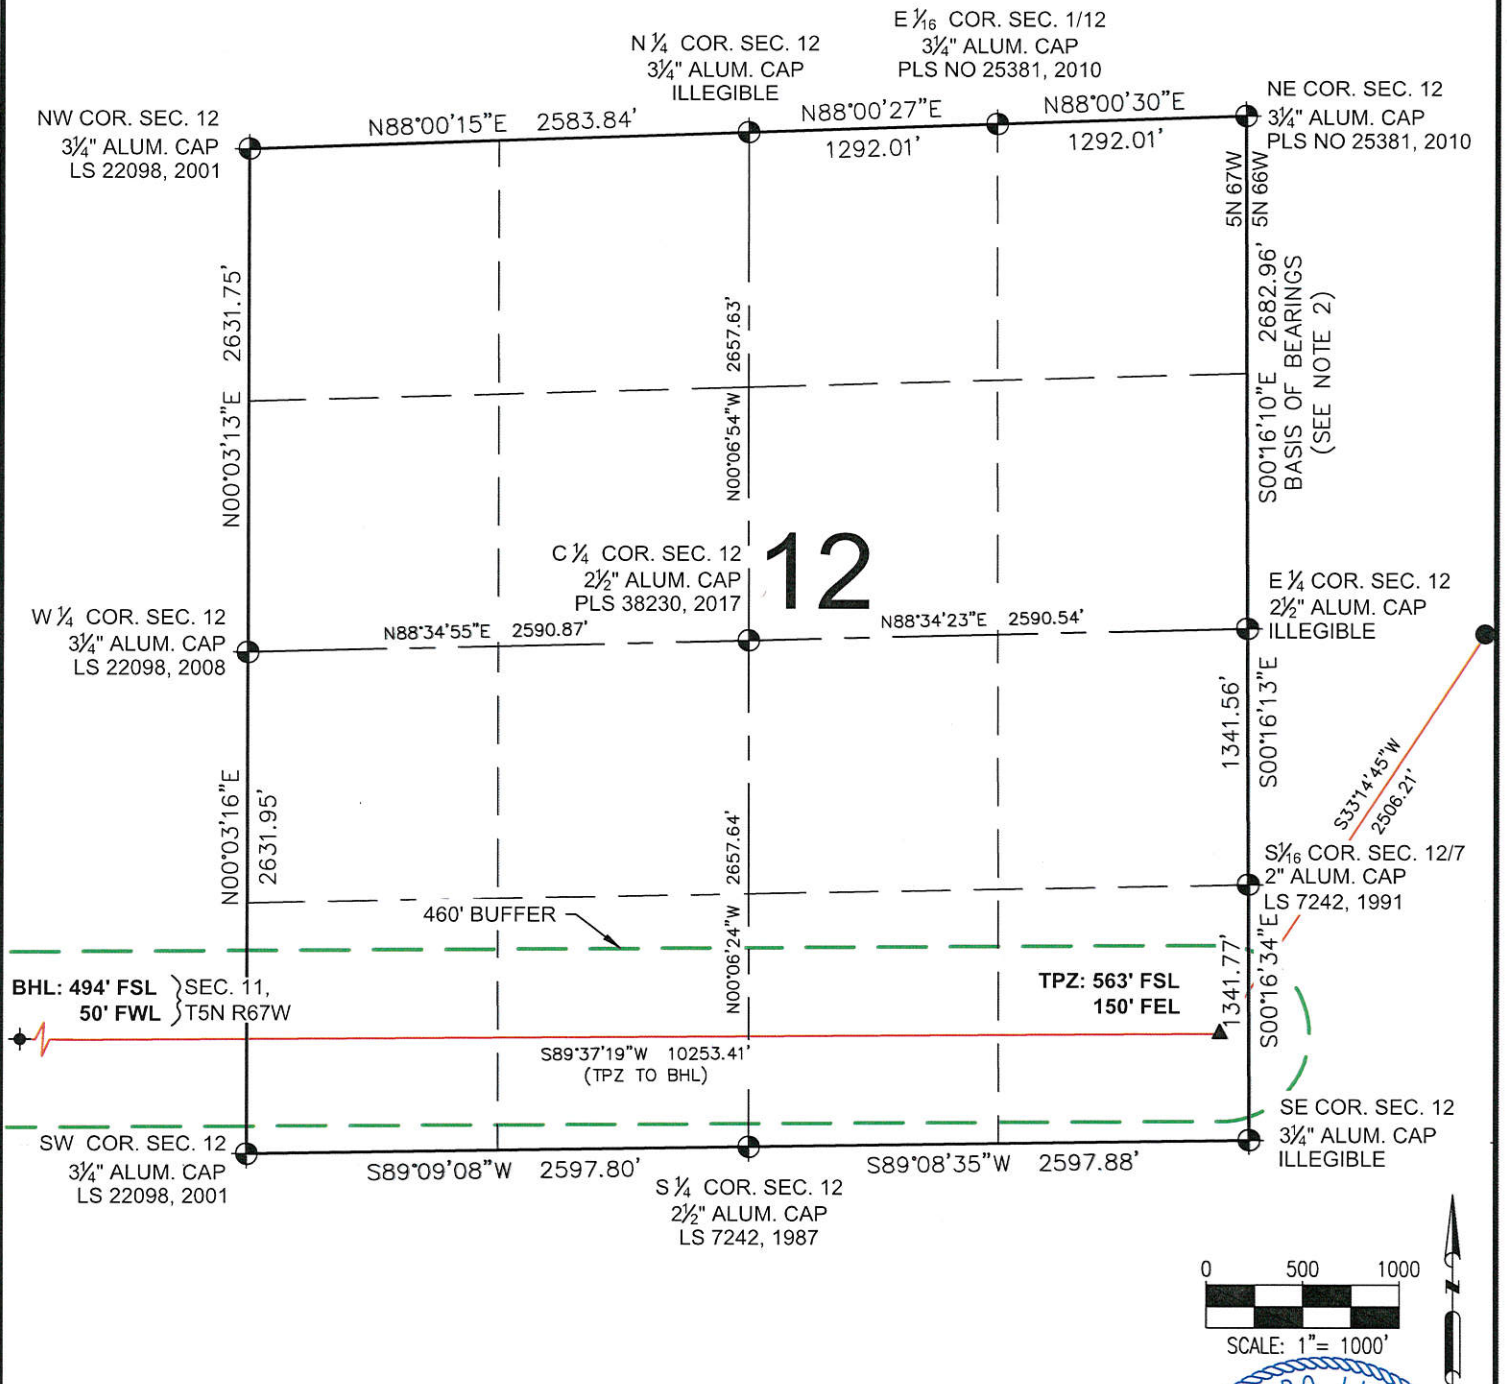 E 1/16 COR. SEC. 1/12
3¼" ALUM. CAP
PLS NO 25381, 2010
N ¼ COR. SEC. 12
3¼" ALUM. CAP
ILLEGIBLE
NE COR. SEC. 12
3¼" ALUM. CAP
PLS NO 25381, 2010
NW COR. SEC. 12
3¼" ALUM. CAP
LS 22098, 2001
N88°00'15"E 2583.84'
N88°00'27"E
1292.01'
N88°00'30"E
1292.01'
5N 67W
5N 66W
N00°03'13"E 2631.75'
N00°06'54"W 2657.63'
S00°16'10"E 2682.96'
BASIS OF BEARINGS
(SEE NOTE 2)
12
C ¼ COR. SEC. 12
2½" ALUM. CAP
PLS 38230, 2017
E ¼ COR. SEC. 12
2½" ALUM. CAP
ILLEGIBLE
W ¼ COR. SEC. 12
3¼" ALUM. CAP
LS 22098, 2008
N88°34'55"E 2590.87'
N88°34'23"E 2590.54'
1341.56'
S00°16'13"E
S33°14'45"W
2506.21'
N00°03'16"E
2631.95'
N00°06'24"W 2657.64'
S1/16 COR. SEC. 12/7
2" ALUM. CAP
LS 7242, 1991
460' BUFFER
1341.77'
S00°16'34"E
BHL: 494' FSL
50' FWL
SEC. 11,
T5N R67W
TPZ: 563' FSL
150' FEL
S89°37'19"W 10253.41'
(TPZ TO BHL)
SE COR. SEC. 12
3¼" ALUM. CAP
ILLEGIBLE
SW COR. SEC. 12
3¼" ALUM. CAP
LS 22098, 2001
S89°09'08"W 2597.80'
S89°08'35"W 2597.88'
S ¼ COR. SEC. 12
2½" ALUM. CAP
LS 7242, 1987
0 500 1000
SCALE: 1"= 1000'
N